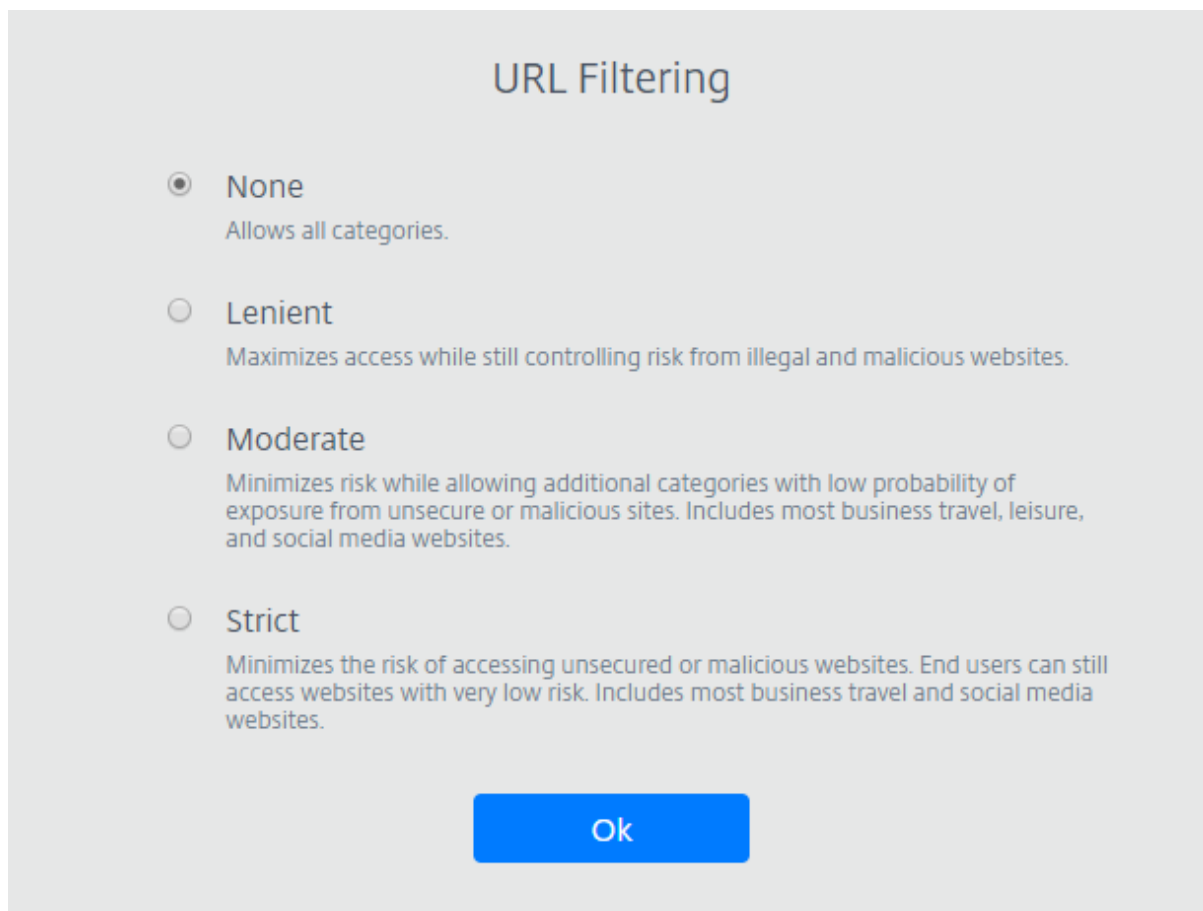 URL Filtering
None
Allows all categories.
Lenient
Maximizes access while still controlling risk from illegal and malicious websites.
Moderate
Minimizes risk while allowing additional categories with low probability of
exposure from unsecure or malicious sites. Includes most business travel, leisure,
and social media websites.
Strict
Minimizes the risk of accessing unsecured or malicious websites. End users can still
access websites with very low risk. Includes most business travel and social media
websites.
Ok